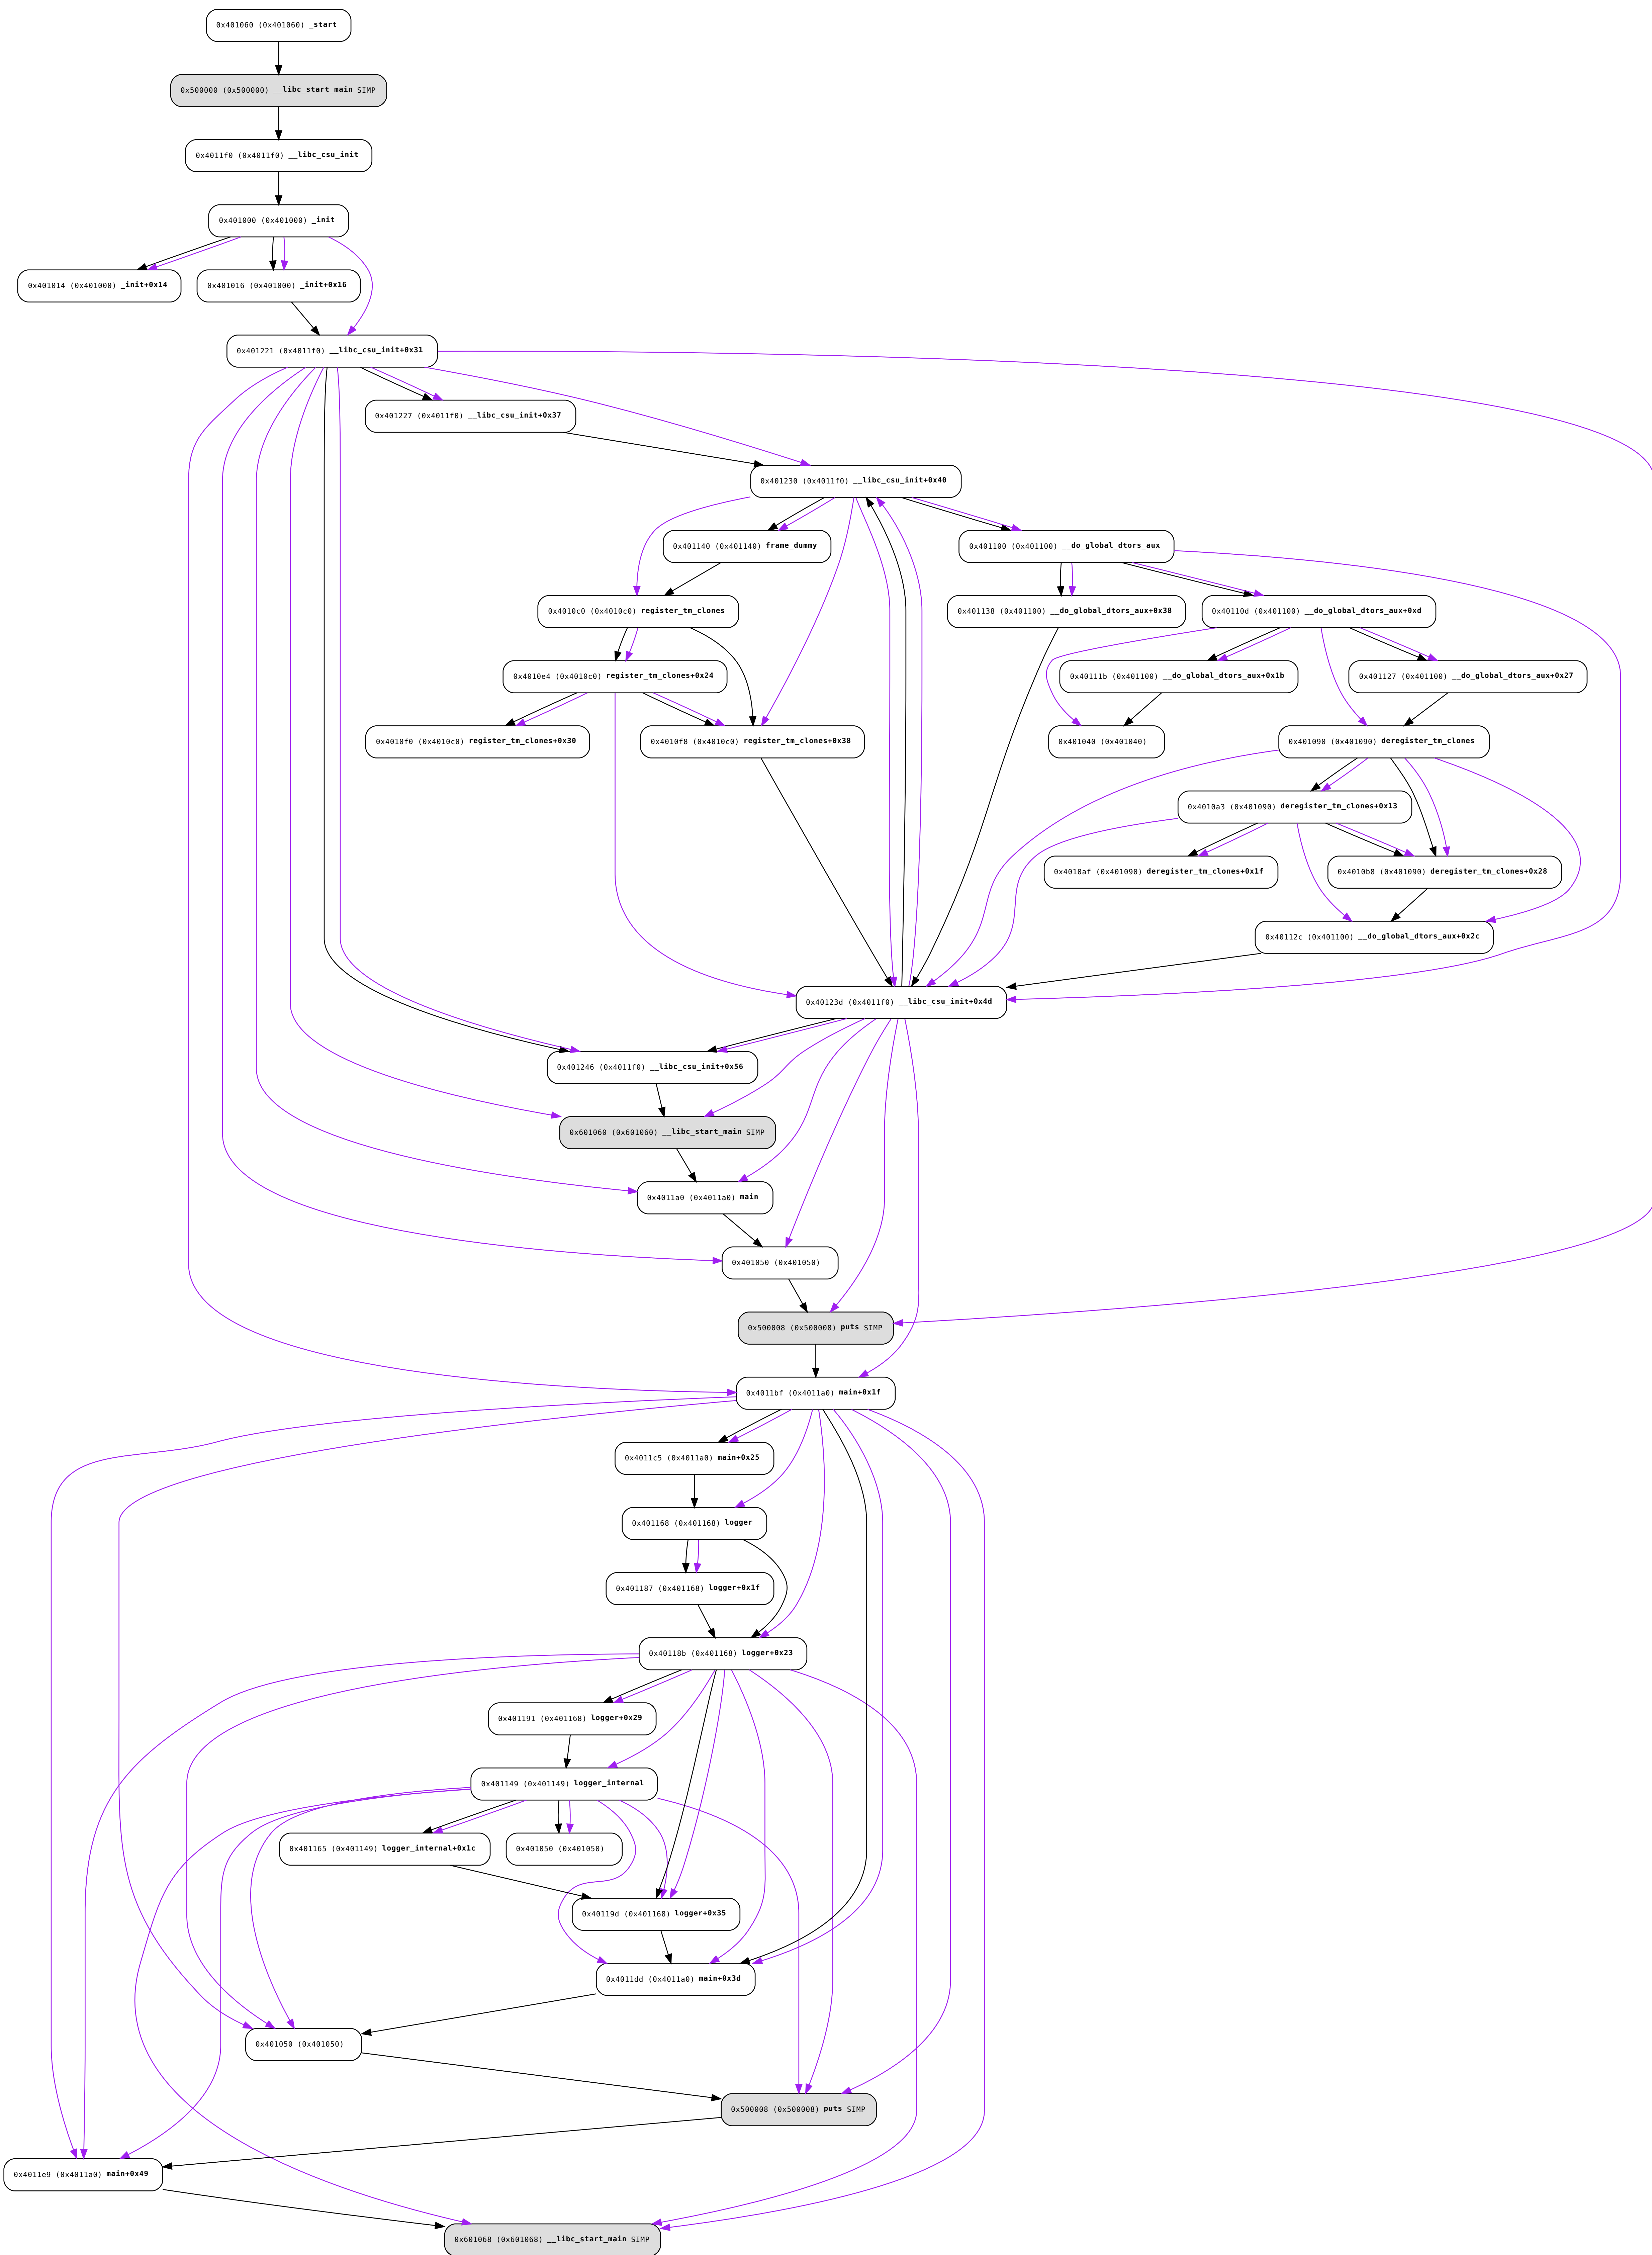 0x401060 (0x401060) _start
0x500000 (0x500000) __libc_start_main SIMP
0x4011f0 (0x4011f0) __libc_csu_init
0x401000 (0x401000) _init
0x401014 (0x401000) _init+0x14
0x401016 (0x401000) _init+0x16
0x401221 (0x4011f0) __libc_csu_init+0x31
0x401227 (0x4011f0) __libc_csu_init+0x37
0x401230 (0x4011f0) __libc_csu_init+0x40
0x401140 (0x401140) frame_dummy
0x401100 (0x401100) __do_global_dtors_aux
0x4010c0 (0x4010c0) register_tm_clones
0x401138 (0x401100) __do_global_dtors_aux+0x38
0x40110d (0x401100) __do_global_dtors_aux+0xd
0x4010e4 (0x4010c0) register_tm_clones+0x24
0x40111b (0x401100) __do_global_dtors_aux+0x1b
0x401127 (0x401100) __do_global_dtors_aux+0x27
0x4010f0 (0x4010c0) register_tm_clones+0x30
0x4010f8 (0x4010c0) register_tm_clones+0x38
0x401040 (0x401040)
0x401090 (0x401090) deregister_tm_clones
0x4010a3 (0x401090) deregister_tm_clones+0x13
0x4010af (0x401090) deregister_tm_clones+0x1f
0x4010b8 (0x401090) deregister_tm_clones+0x28
0x40112c (0x401100) __do_global_dtors_aux+0x2c
0x40123d (0x4011f0) __libc_csu_init+0x4d
0x401246 (0x4011f0) __libc_csu_init+0x56
0x601060 (0x601060) __libc_start_main SIMP
0x4011a0 (0x4011a0) main
0x401050 (0x401050)
0x500008 (0x500008) puts SIMP
0x4011bf (0x4011a0) main+0x1f
0x4011c5 (0x4011a0) main+0x25
0x401168 (0x401168) logger
0x401187 (0x401168) logger+0x1f
0x40118b (0x401168) logger+0x23
0x401191 (0x401168) logger+0x29
0x401149 (0x401149) logger_internal
0x401165 (0x401149) logger_internal+0x1c
0x401050 (0x401050)
0x40119d (0x401168) logger+0x35
0x4011dd (0x4011a0) main+0x3d
0x401050 (0x401050)
0x500008 (0x500008) puts SIMP
0x4011e9 (0x4011a0) main+0x49
0x601068 (0x601068) __libc_start_main SIMP